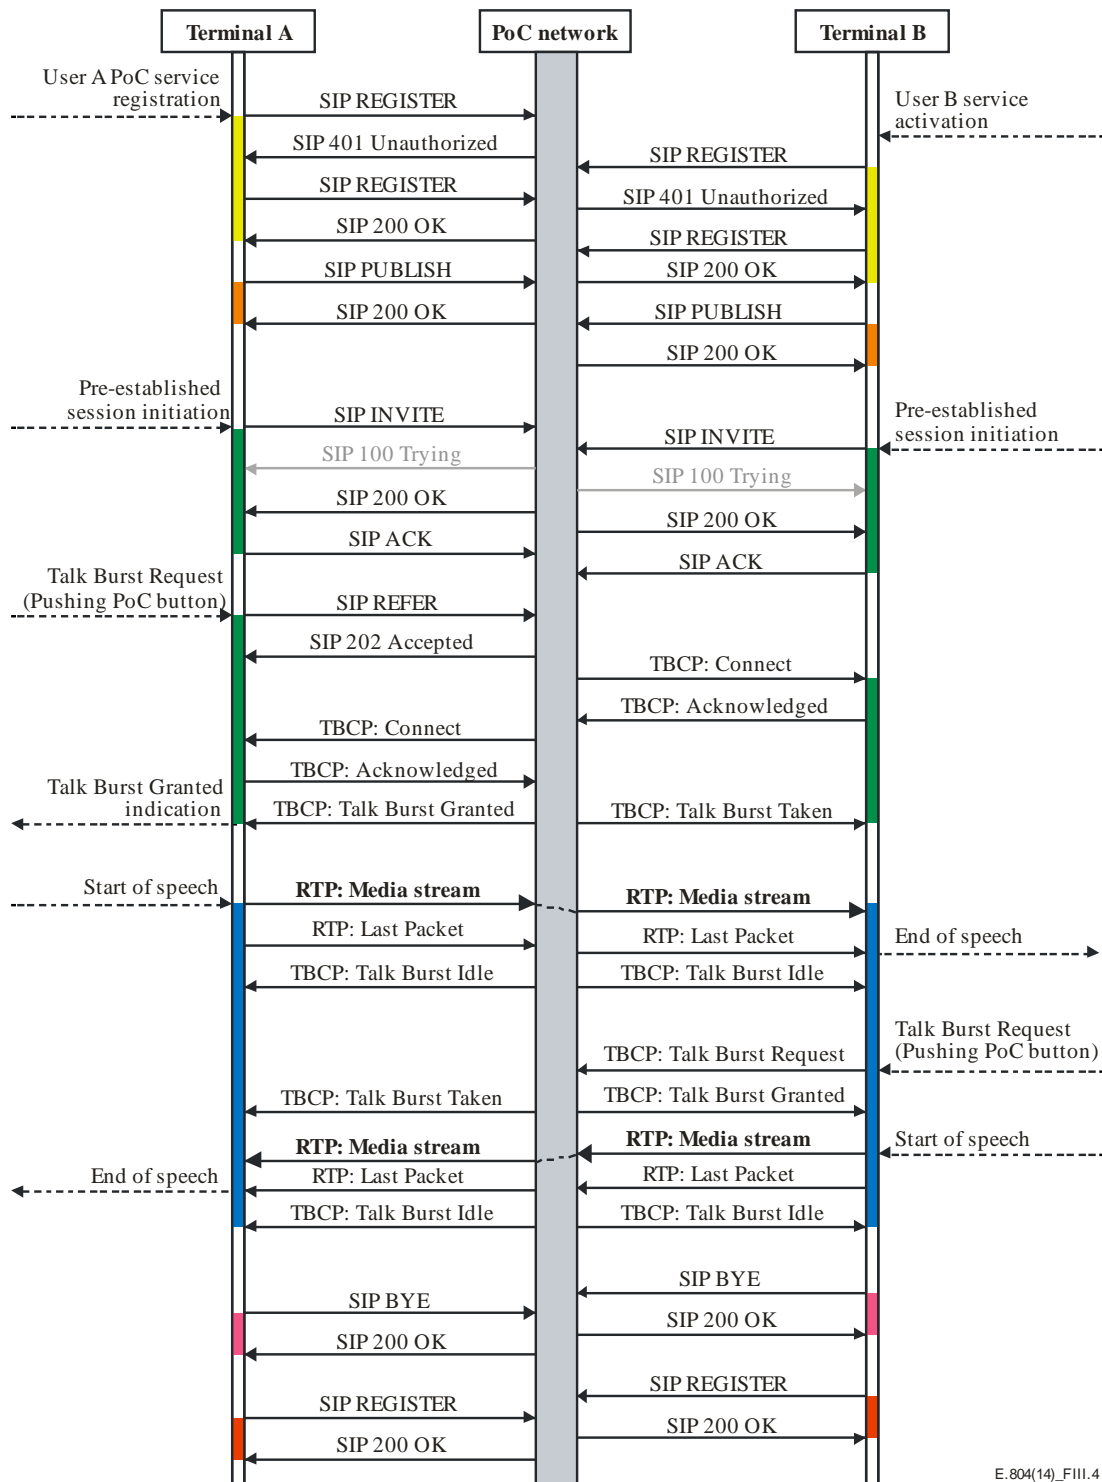 Terminal A
PoC network
Terminal B
User A PoC service
registration
SIP REGISTER
User B service
activation
SIP 401 Unauthorized
SIP REGISTER
SIP REGISTER
SIP 401 Unauthorized
SIP 200 OK
SIP REGISTER
SIP PUBLISH
SIP 200 OK
SIP 200 OK
SIP PUBLISH
SIP 200 OK
Pre-established
session initiation
SIP INVITE
Pre-established
session initiation
SIP INVITE
SIP 100 Trying
SIP 100 Trying
SIP 200 OK
SIP 200 OK
SIP ACK
SIP ACK
Talk Burst Request
(Pushing PoC button)
SIP REFER
SIP 202 Accepted
TBCP: Connect
TBCP: Acknowledged
TBCP: Connect
TBCP: Acknowledged
Talk Burst Granted
indication
TBCP: Talk Burst Granted
TBCP: Talk Burst Taken
Start of speech
RTP: Media stream
RTP: Media stream
RTP: Last Packet
RTP: Last Packet
End of speech
TBCP: Talk Burst Idle
TBCP: Talk Burst Idle
Talk Burst Request
(Pushing PoC button)
TBCP: Talk Burst Request
TBCP: Talk Burst Taken
TBCP: Talk Burst Granted
RTP: Media stream
RTP: Media stream
Start of speech
End of speech
RTP: Last Packet
RTP: Last Packet
TBCP: Talk Burst Idle
TBCP: Talk Burst Idle
SIP BYE
SIP BYE
SIP 200 OK
SIP 200 OK
SIP REGISTER
SIP REGISTER
SIP 200 OK
SIP 200 OK
E.804(14)_FIII.4